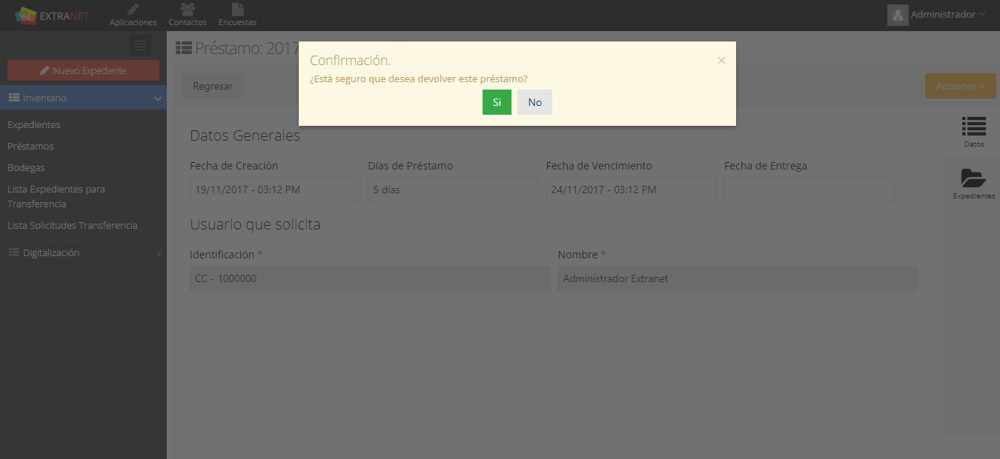 et EXTRANET
Aplicaciones
Contactos
Encuestas
Administrador
Nuevo Expediente
Inventario
Expedientes
Préstamos
Bodegas
Lista Expedientes para
Transferencia
Lista Solicitudes Transferencia
Digitalización
Préstamo: 2017
Confirmación.
×
¿Está seguro que desea devolver este préstamo?
Si
No
Regresar
Acciones
Datos
Expedientes
Datos Generales
Fecha de Creación
Días de Préstamo
Fecha de Vencimiento
Fecha de Entrega
19/11/2017 - 03:12 PM
5 días
24/11/2017 - 03:12 PM
Usuario que solicita
Identificación *
Nombre *
CC - 1000000
Administrador Extranet